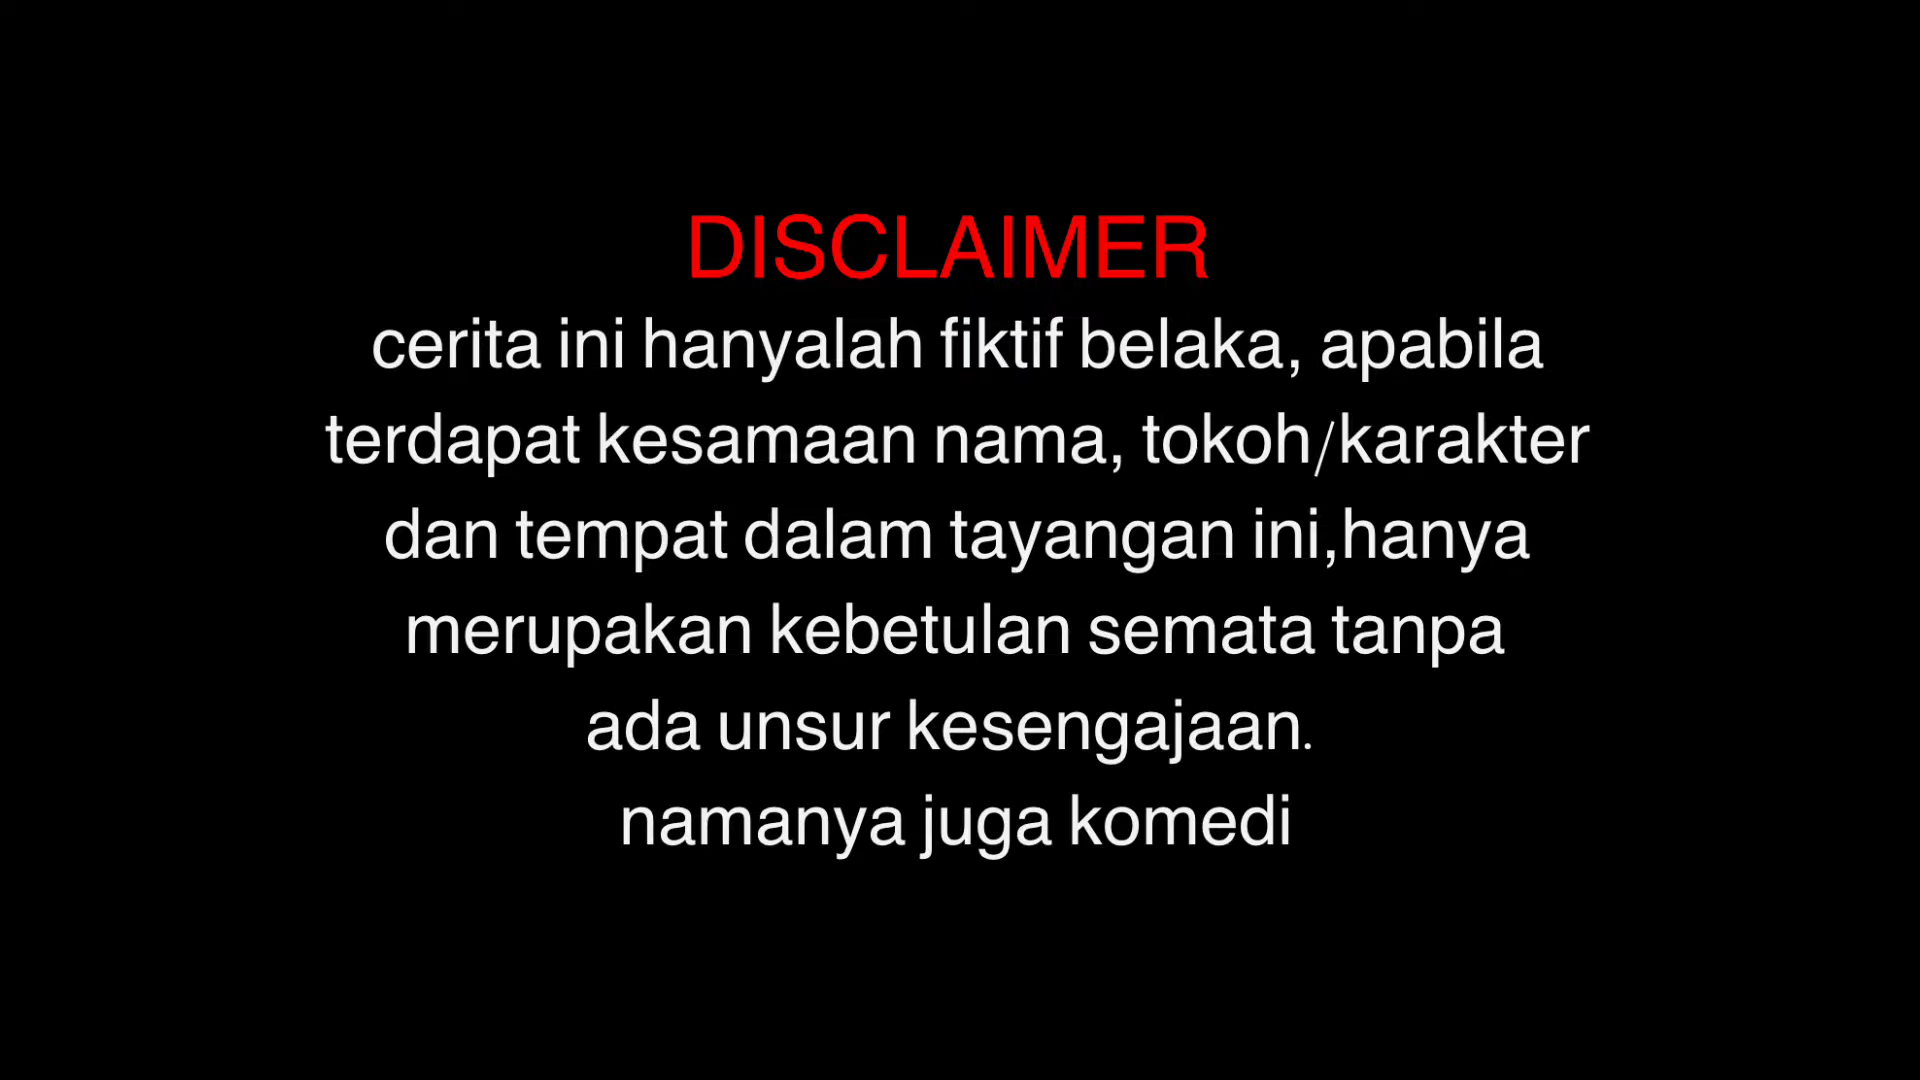 DISCLAIMER
cerita ini hanyalah fiktif belaka, apabila
terdapat kesamaan nama, tokoh/karakter
dan tempat dalam tayangan ini,hanya
merupakan kebetulan semata tanpa
ada unsur kesengajaan.
namanya juga komedi